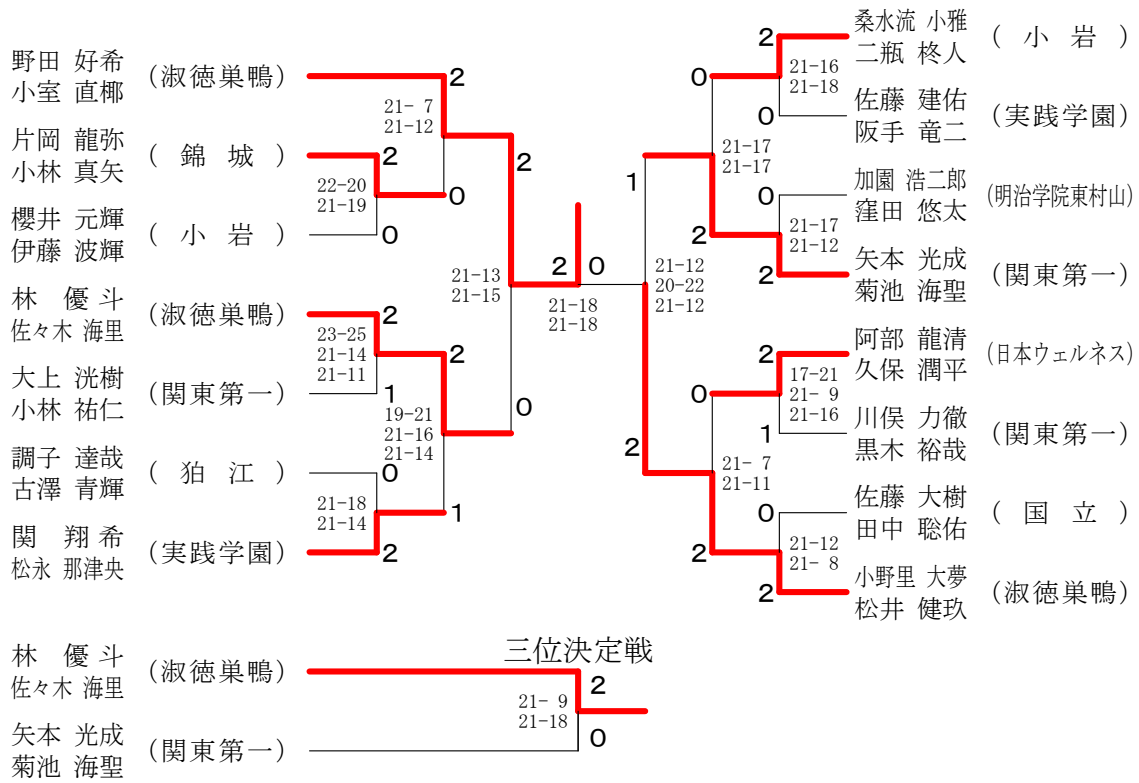 野田 好希
小室 直椰
(淑徳巣鴨)
2
21- 7
21-12
片岡 龍弥
小林 真矢
( 錦 城 )
2
22-20
21-19
0
櫻井 元輝
伊藤 波輝
( 小 岩 )
0
2
21-13
21-15
林 優斗
佐々木 海里
(淑徳巣鴨)
2
23-25
21-14
21-11
2
大上 洸樹
小林 祐仁
(関東第一)
1
19-21
21-16
21-14
0
調子 達哉
古澤 青輝
( 狛 江 )
0
21-18
21-14
1
関 翔希
松永 那津央
(実践学園)
2
2
0
21-18
21-18
桑水流 小雅
二瓶 柊人
( 小 岩 )
2
21-16
21-18
0
佐藤 建佑
阪手 竜二
(実践学園)
0
21-17
21-17
1
加園 浩二郎
窪田 悠太
(明治学院東村山)
0
21-17
21-12
2
矢本 光成
菊池 海聖
(関東第一)
2
21-12
20-22
21-12
阿部 龍清
久保 潤平
(日本ウェルネス)
2
17-21
21- 9
21-16
0
川俣 力徹
黒木 裕哉
(関東第一)
1
2
21- 7
21-11
佐藤 大樹
田中 聡佑
( 国 立 )
0
21-12
21- 8
2
小野里 大夢
松井 健玖
(淑徳巣鴨)
2
三位決定戦
林 優斗
佐々木 海里
(淑徳巣鴨)
2
21- 9
21-18
0
矢本 光成
菊池 海聖
(関東第一)